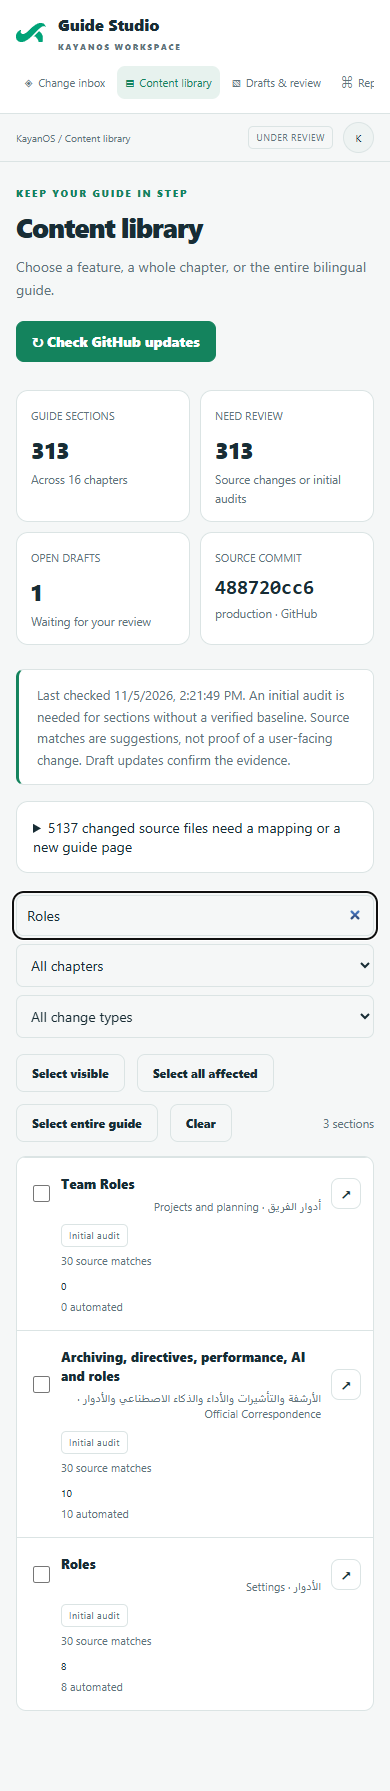 Guide Studio
KAYANOS WORKSPACE
Change inbox
Content library
Drafts & review
Rep
KayanOS / Content library
UNDER REVIEW
K
KEEP YOUR GUIDE IN STEP
Content library
Choose a feature, a whole chapter, or the entire bilingual
guide.
↻ Check GitHub updates
GUIDE SECTIONS
313
Across 16 chapters
NEED REVIEW
313
Source changes or initial
audits
OPEN DRAFTS
1
Waiting for your review
SOURCE COMMIT
488720cc6
production · GitHub
Last checked 11/5/2026, 2:21:49 PM. An initial audit is
needed for sections without a verified baseline. Source
matches are suggestions, not proof of a user-facing
change. Draft updates confirm the evidence.
▶ 5137 changed source files need a mapping or a
new guide page
Roles
All chapters
All change types
Select visible
Select all affected
Select entire guide
Clear
3 sections
Team Roles
أدوار الفريق · Projects and planning
Initial audit
30 source matches
0
0 automated
Archiving, directives, performance, AI
and roles
الأرشفة والتأشيرات والأداء والذكاء الاصطناعي والأدوار ·
Official Correspondence
Initial audit
30 source matches
10
10 automated
Roles
الأدوار · Settings
Initial audit
30 source matches
8
8 automated